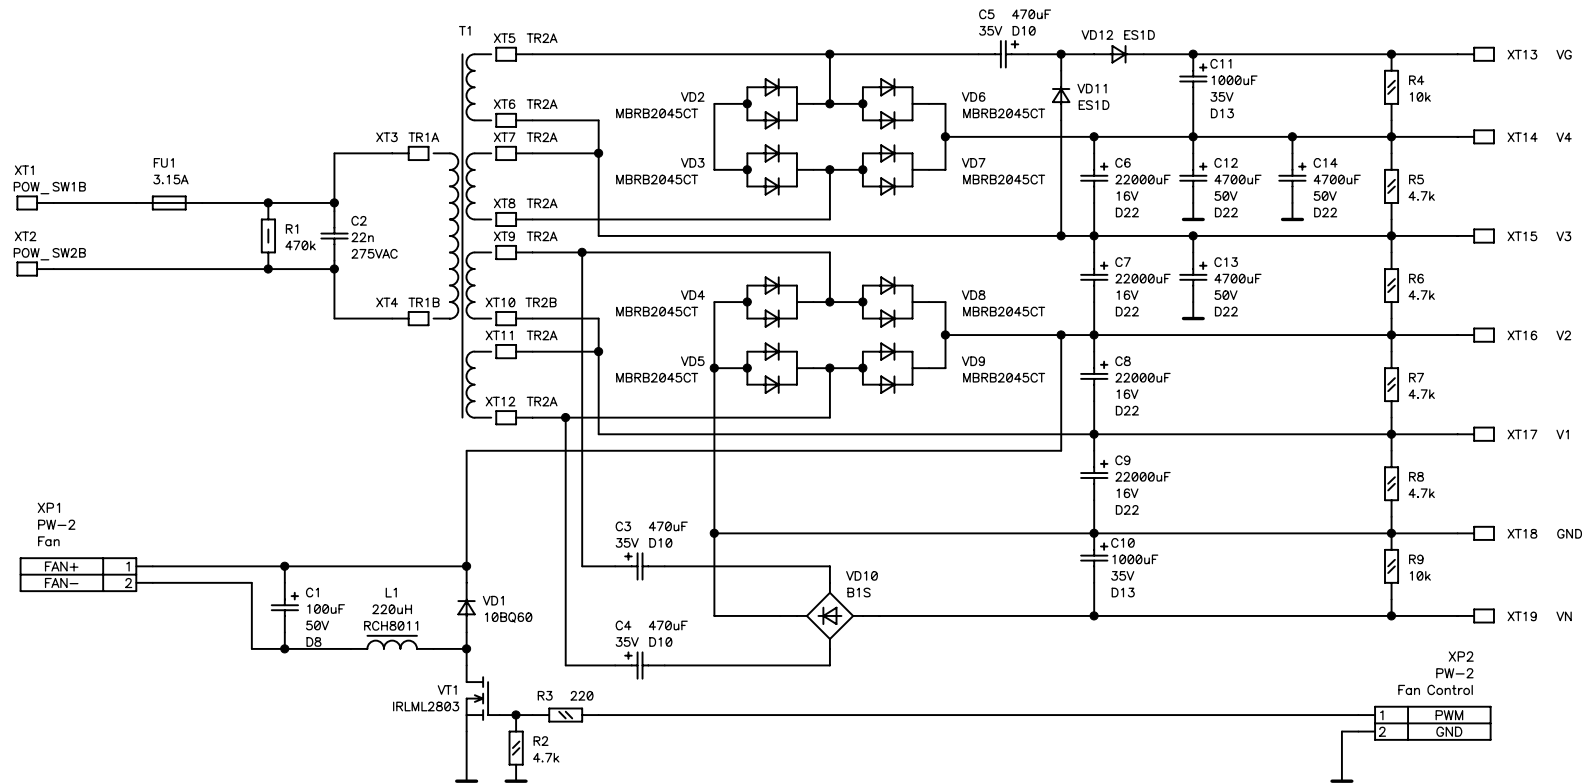 T1
XT5 TR2A
C5 470uF
35V D10
+
VD12 ES1D
XT13 VG
C11
+
1000uF
35V
D13
R4
10k
VD2
MBRB2045CT
VD6
MBRB2045CT
VD11
ES1D
XT6 TR2A
XT7 TR2A
XT14 V4
XT3 TR1A
VD3
MBRB2045CT
VD7
MBRB2045CT
C6
+
22000uF
16V
D22
C12
+
4700uF
50V
D22
C14
+
4700uF
50V
D22
R5
4.7k
XT1
POW_SW1B
FU1
3.15A
XT8 TR2A
R1
470k
C2
22n
275VAC
XT2
POW_SW2B
XT9 TR2A
XT15 V3
C7
+
22000uF
16V
D22
C13
+
4700uF
50V
D22
R6
4.7k
VD4
MBRB2045CT
VD8
MBRB2045CT
XT4 TR1B
XT10 TR2B
XT11 TR2A
XT16 V2
VD5
MBRB2045CT
VD9
MBRB2045CT
C8
+
22000uF
16V
D22
R7
4.7k
XT12 TR2A
XT17 V1
C9
+
22000uF
16V
D22
R8
4.7k
XP1
PW-2
Fan
FAN+ 1
FAN- 2
C3 470uF
35V D10
+
XT18 GND
C10
+
1000uF
35V
D13
R9
10k
VD10
B1S
C1
+
100uF
50V
D8
L1
220uH
RCH8011
VD1
10BQ60
C4 470uF
35V D10
+
XT19 VN
VT1
IRLML2803
R3 220
R2
4.7k
XP2
PW-2
Fan Control
1 PWM
2 GND